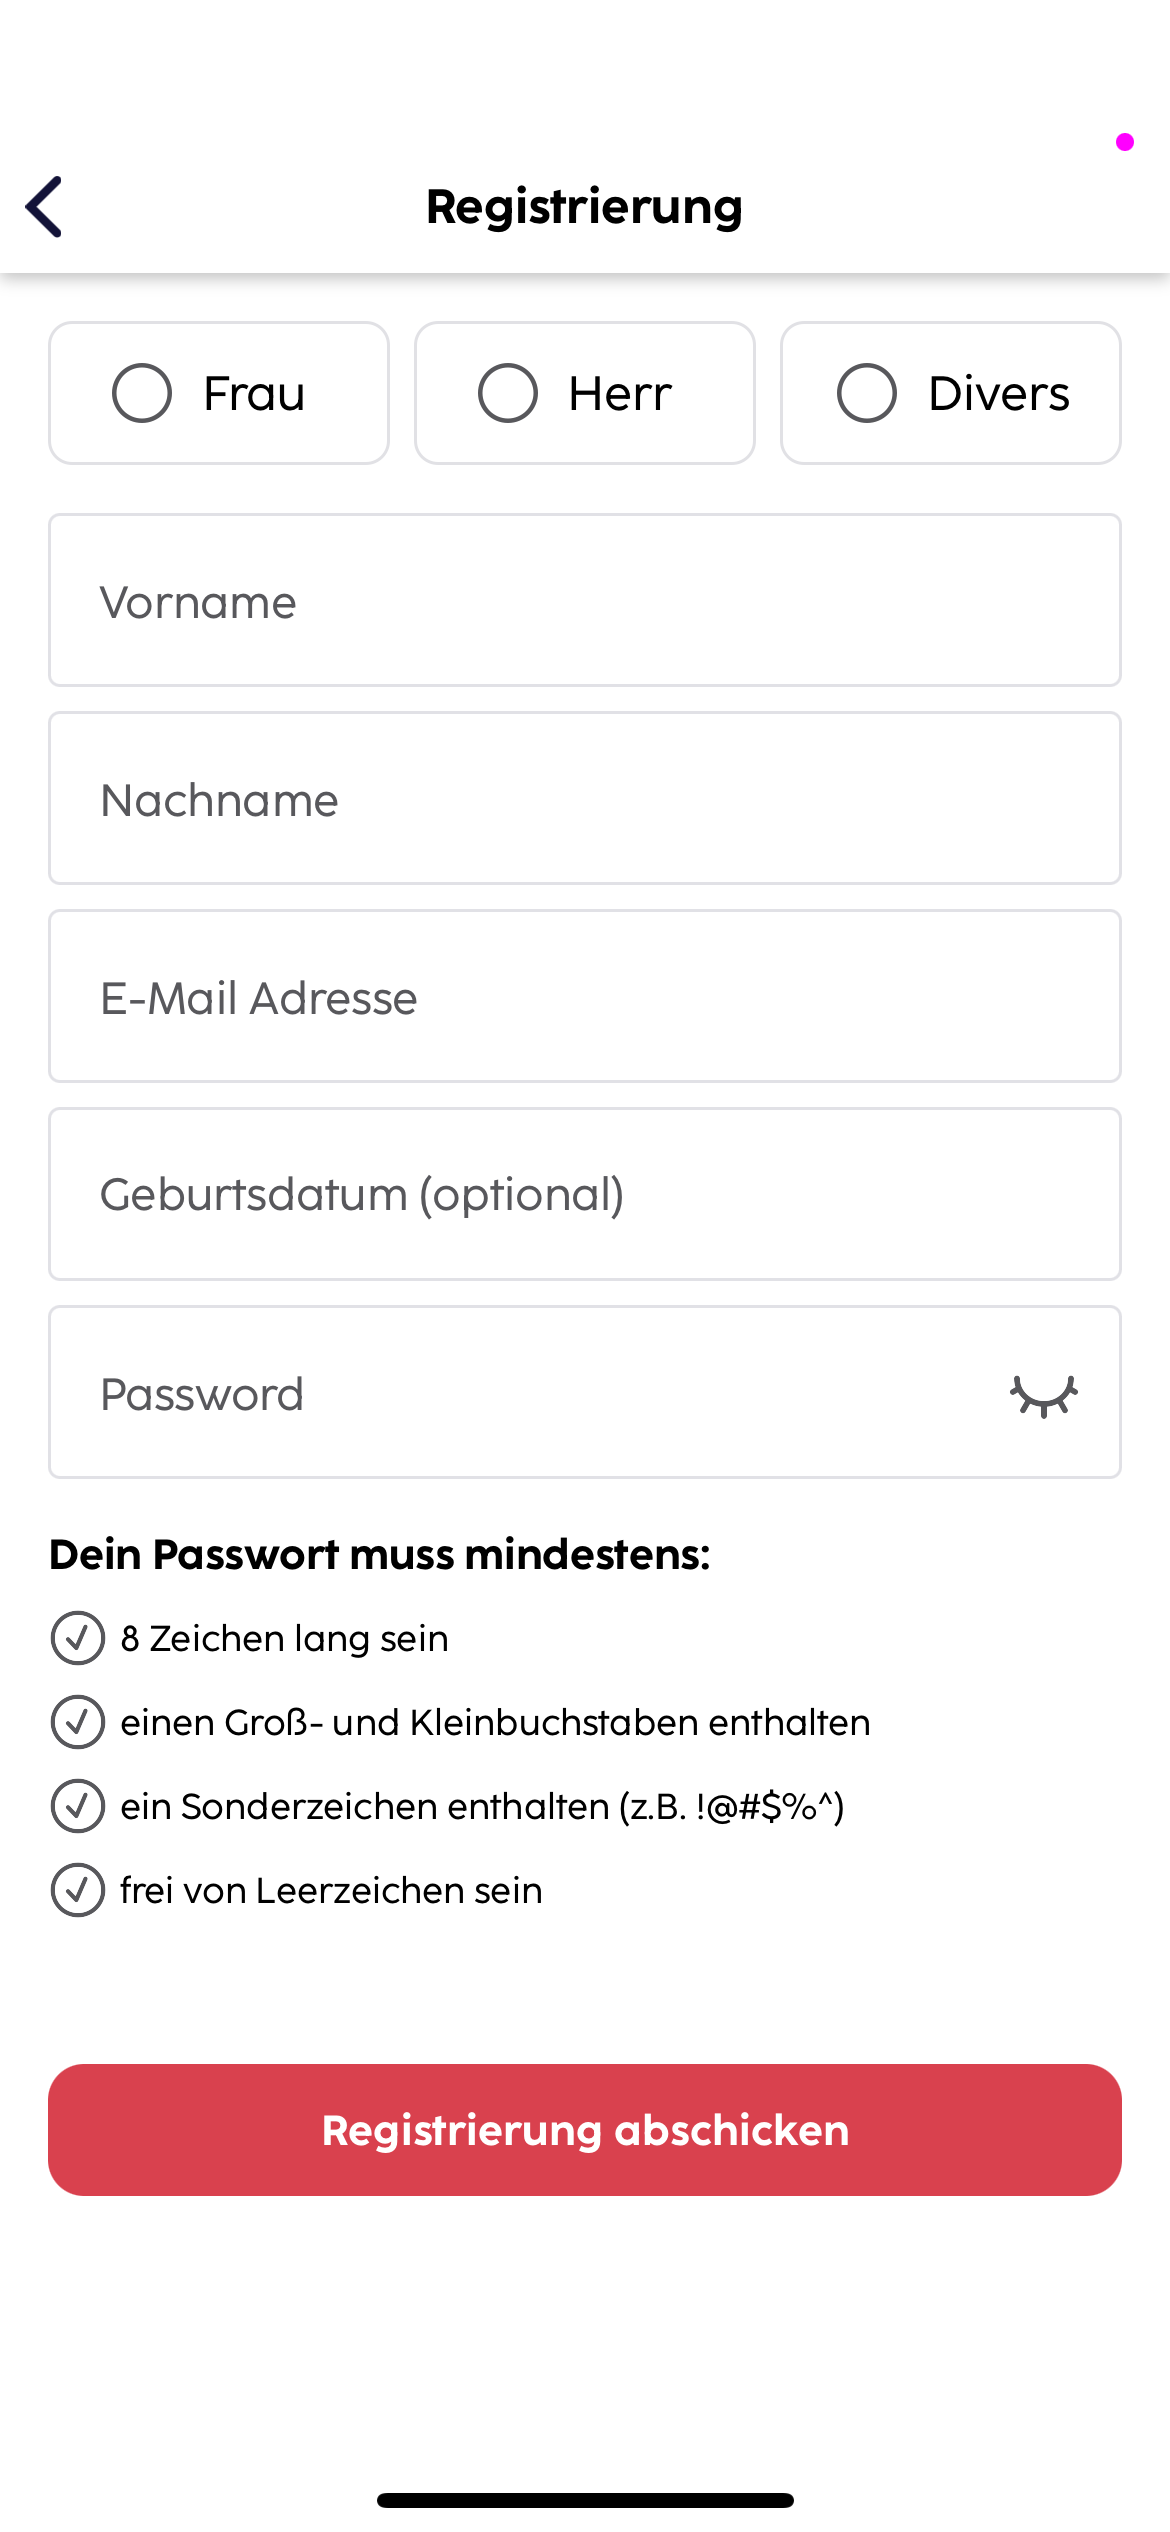 Registrierung
Frau
Herr
Divers
Vorname
Nachname
E-Mail Adresse
Geburtsdatum (optional)
Password
Dein Passwort muss mindestens:
8 Zeichen lang sein
einen Groß- und Kleinbuchstaben enthalten
ein Sonderzeichen enthalten (z.B. !@#$%^)
frei von Leerzeichen sein
Registrierung abschicken